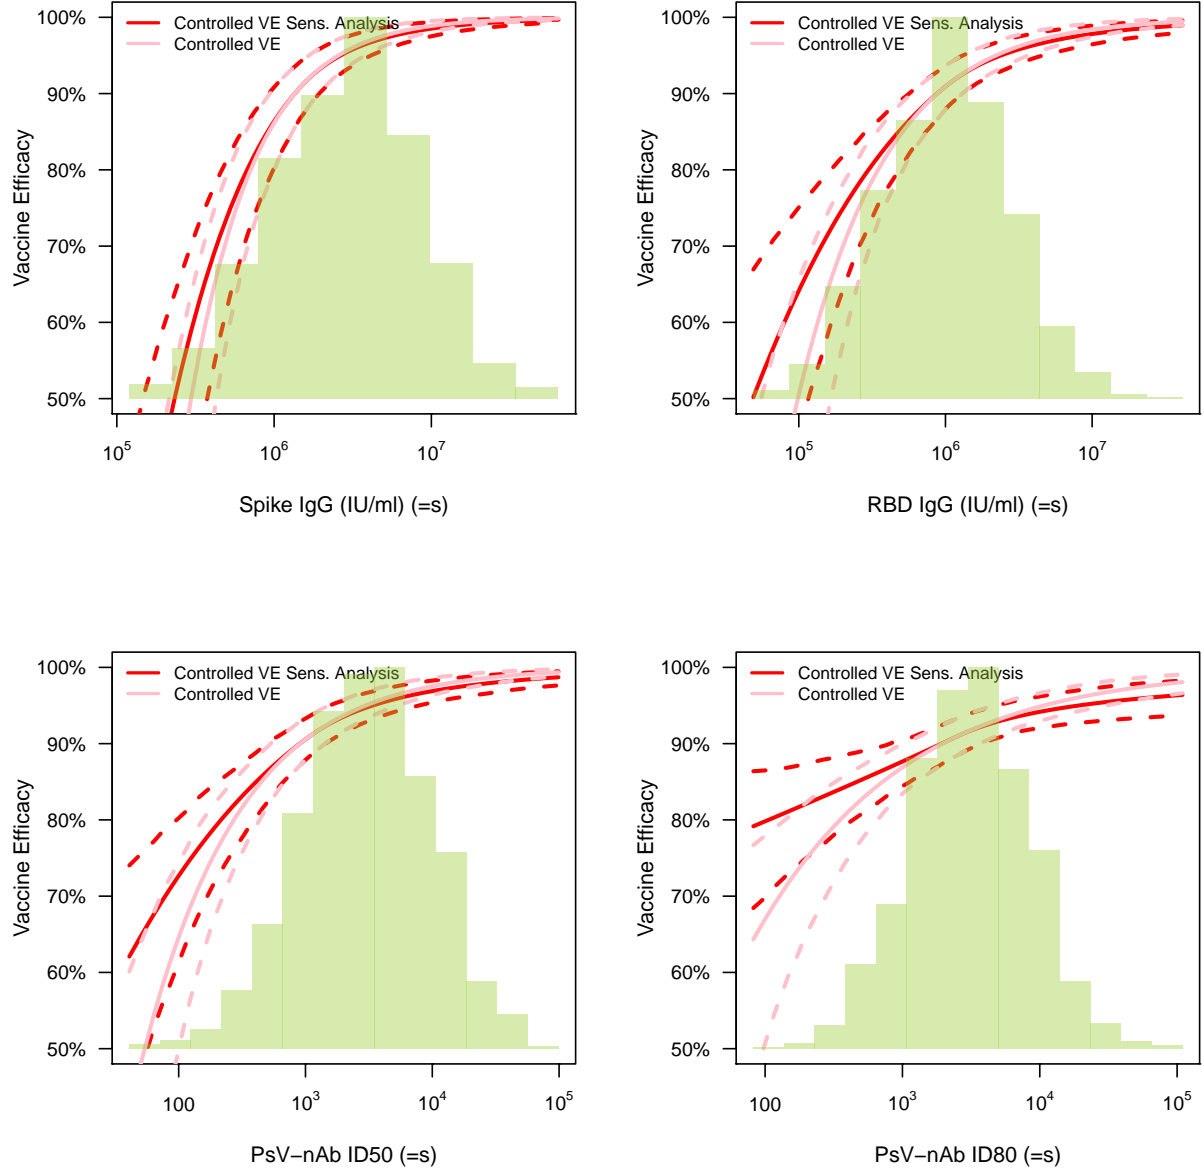 100%
90%
80%
70%
60%
50%
Vaccine Efficacy
Controlled VE Sens. Analysis
Controlled VE
10^5
10^6
10^7
Spike IgG (IU/ml) (=s)
100%
90%
80%
70%
60%
50%
Vaccine Efficacy
Controlled VE Sens. Analysis
Controlled VE
10^5
10^6
10^7
RBD IgG (IU/ml) (=s)
100%
90%
80%
70%
60%
50%
Vaccine Efficacy
Controlled VE Sens. Analysis
Controlled VE
100
10^3
10^4
10^5
PsV−nAb ID50 (=s)
100%
90%
80%
70%
60%
50%
Vaccine Efficacy
Controlled VE Sens. Analysis
Controlled VE
100
10^3
10^4
10^5
PsV−nAb ID80 (=s)